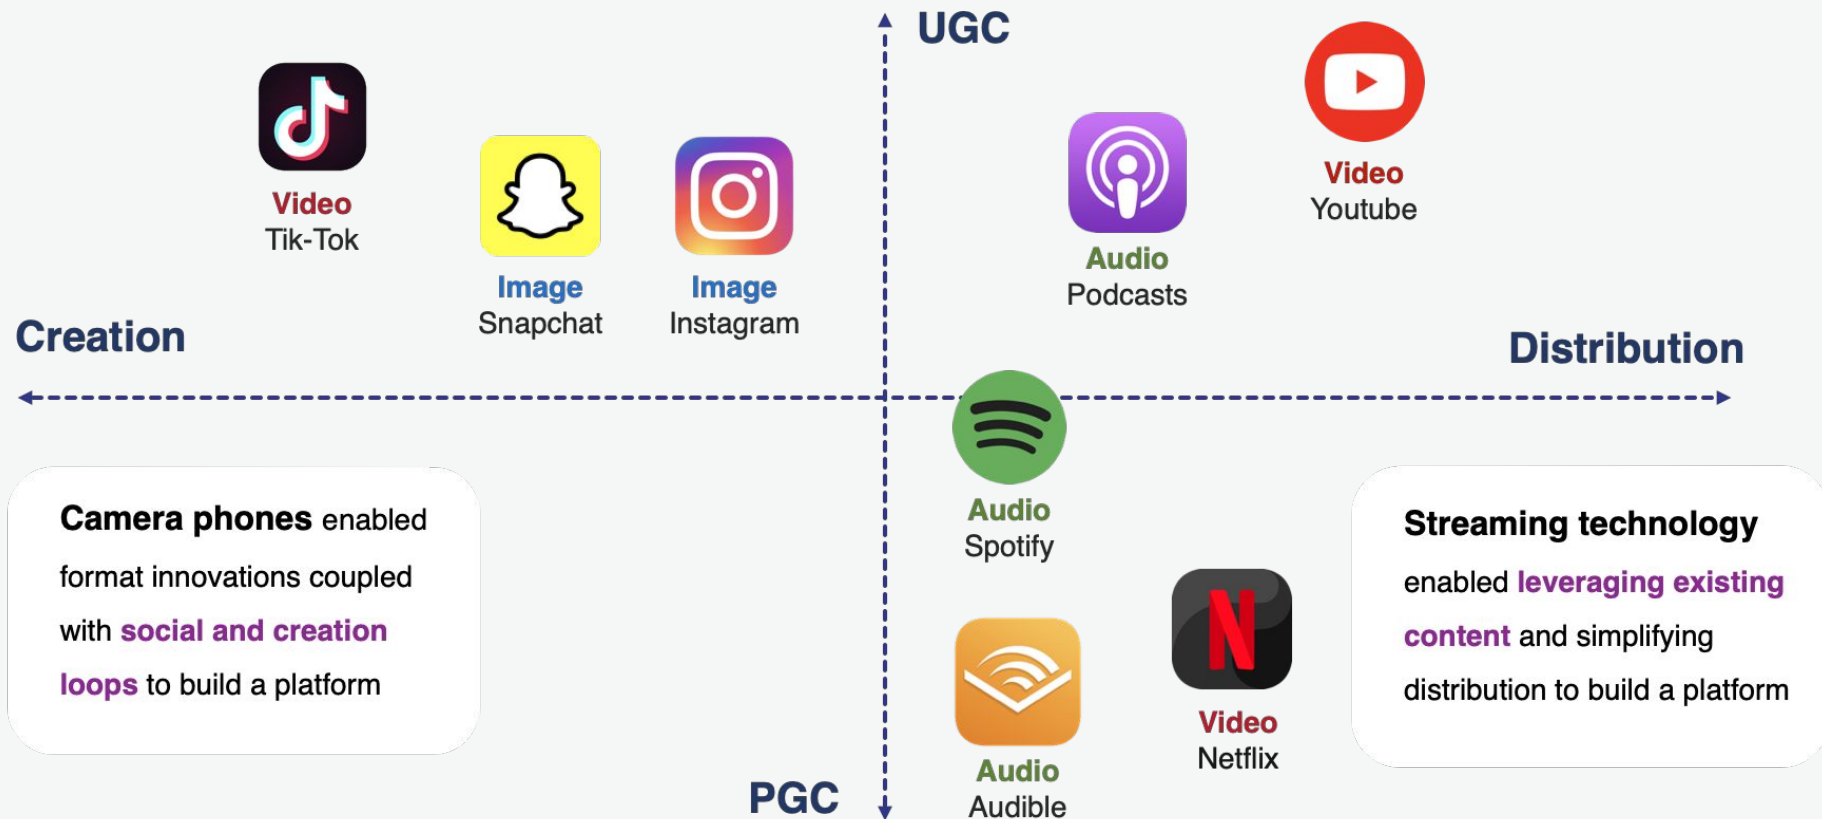 UGC
Video
Tik-Tok
Image
Snapchat
Image
Instagram
Audio
Podcasts
Video
Youtube
Creation
Distribution
Camera phones enabled
format innovations coupled
with social and creation
loops to build a platform
Audio
Spotify
N
Video
Netflix
Audio
Audible
Streaming technology
enabled leveraging existing
content and simplifying
distribution to build a platform
PGC